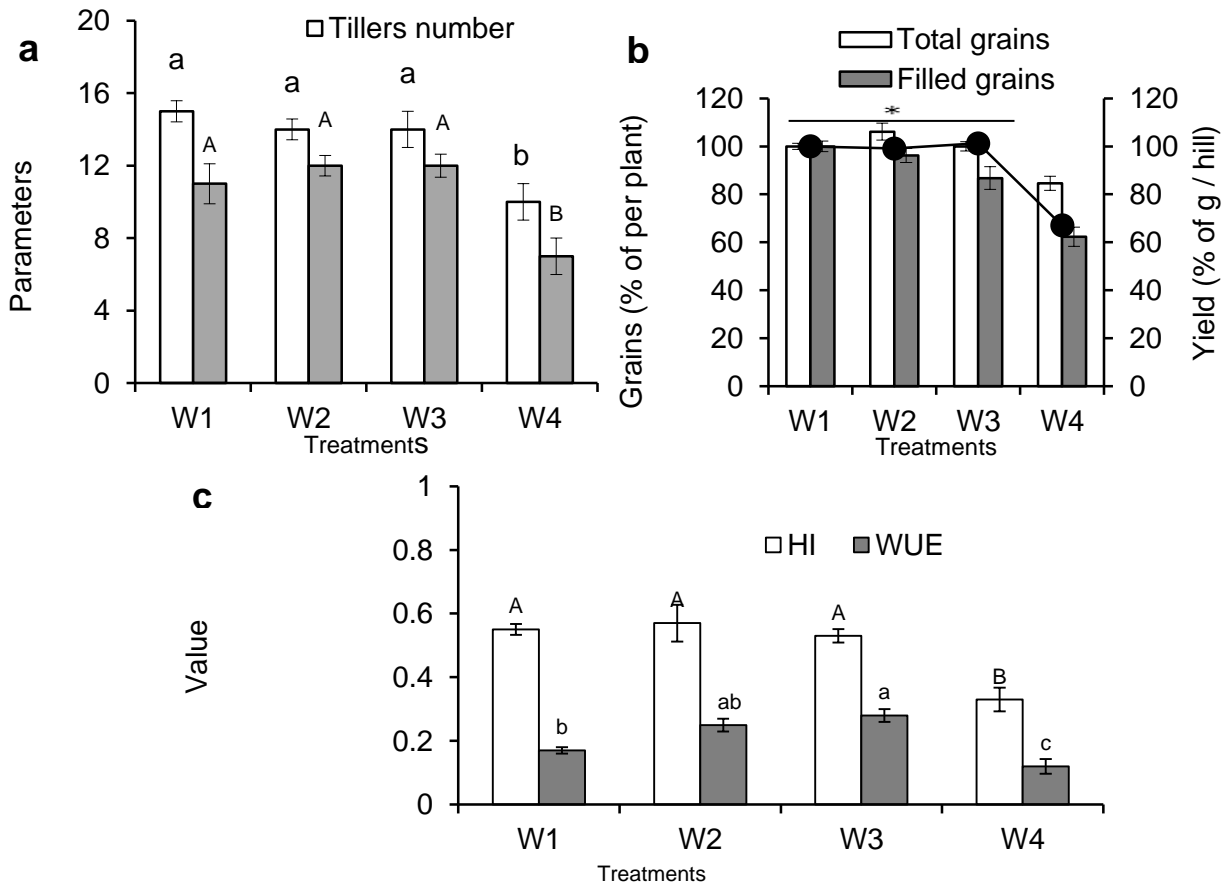 a
Tillers number
Parameters
20
16
12
8
4
0
a
A
a
A
a
A
b
B
W1 W2 W3 W4
Treatments
b
Total grains
Filled grains
Grains (% of per plant)
120
100
80
60
40
20
0
*
120
100
80
60
40
20
0
Yield (% of g / hill)
W1 W2 W3 W4
Treatments
c
Value
1
0.8
0.6
0.4
0.2
0
HI WUE
A
b
A
ab
A
a
B
c
W1 W2 W3 W4
Treatments